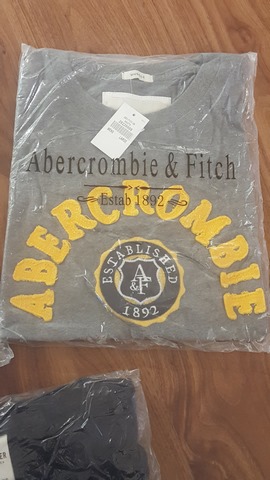 Abercrombie & Fitch
Estab 1892
ABERCROMBIE
ESTABLISHED
A&F
1892